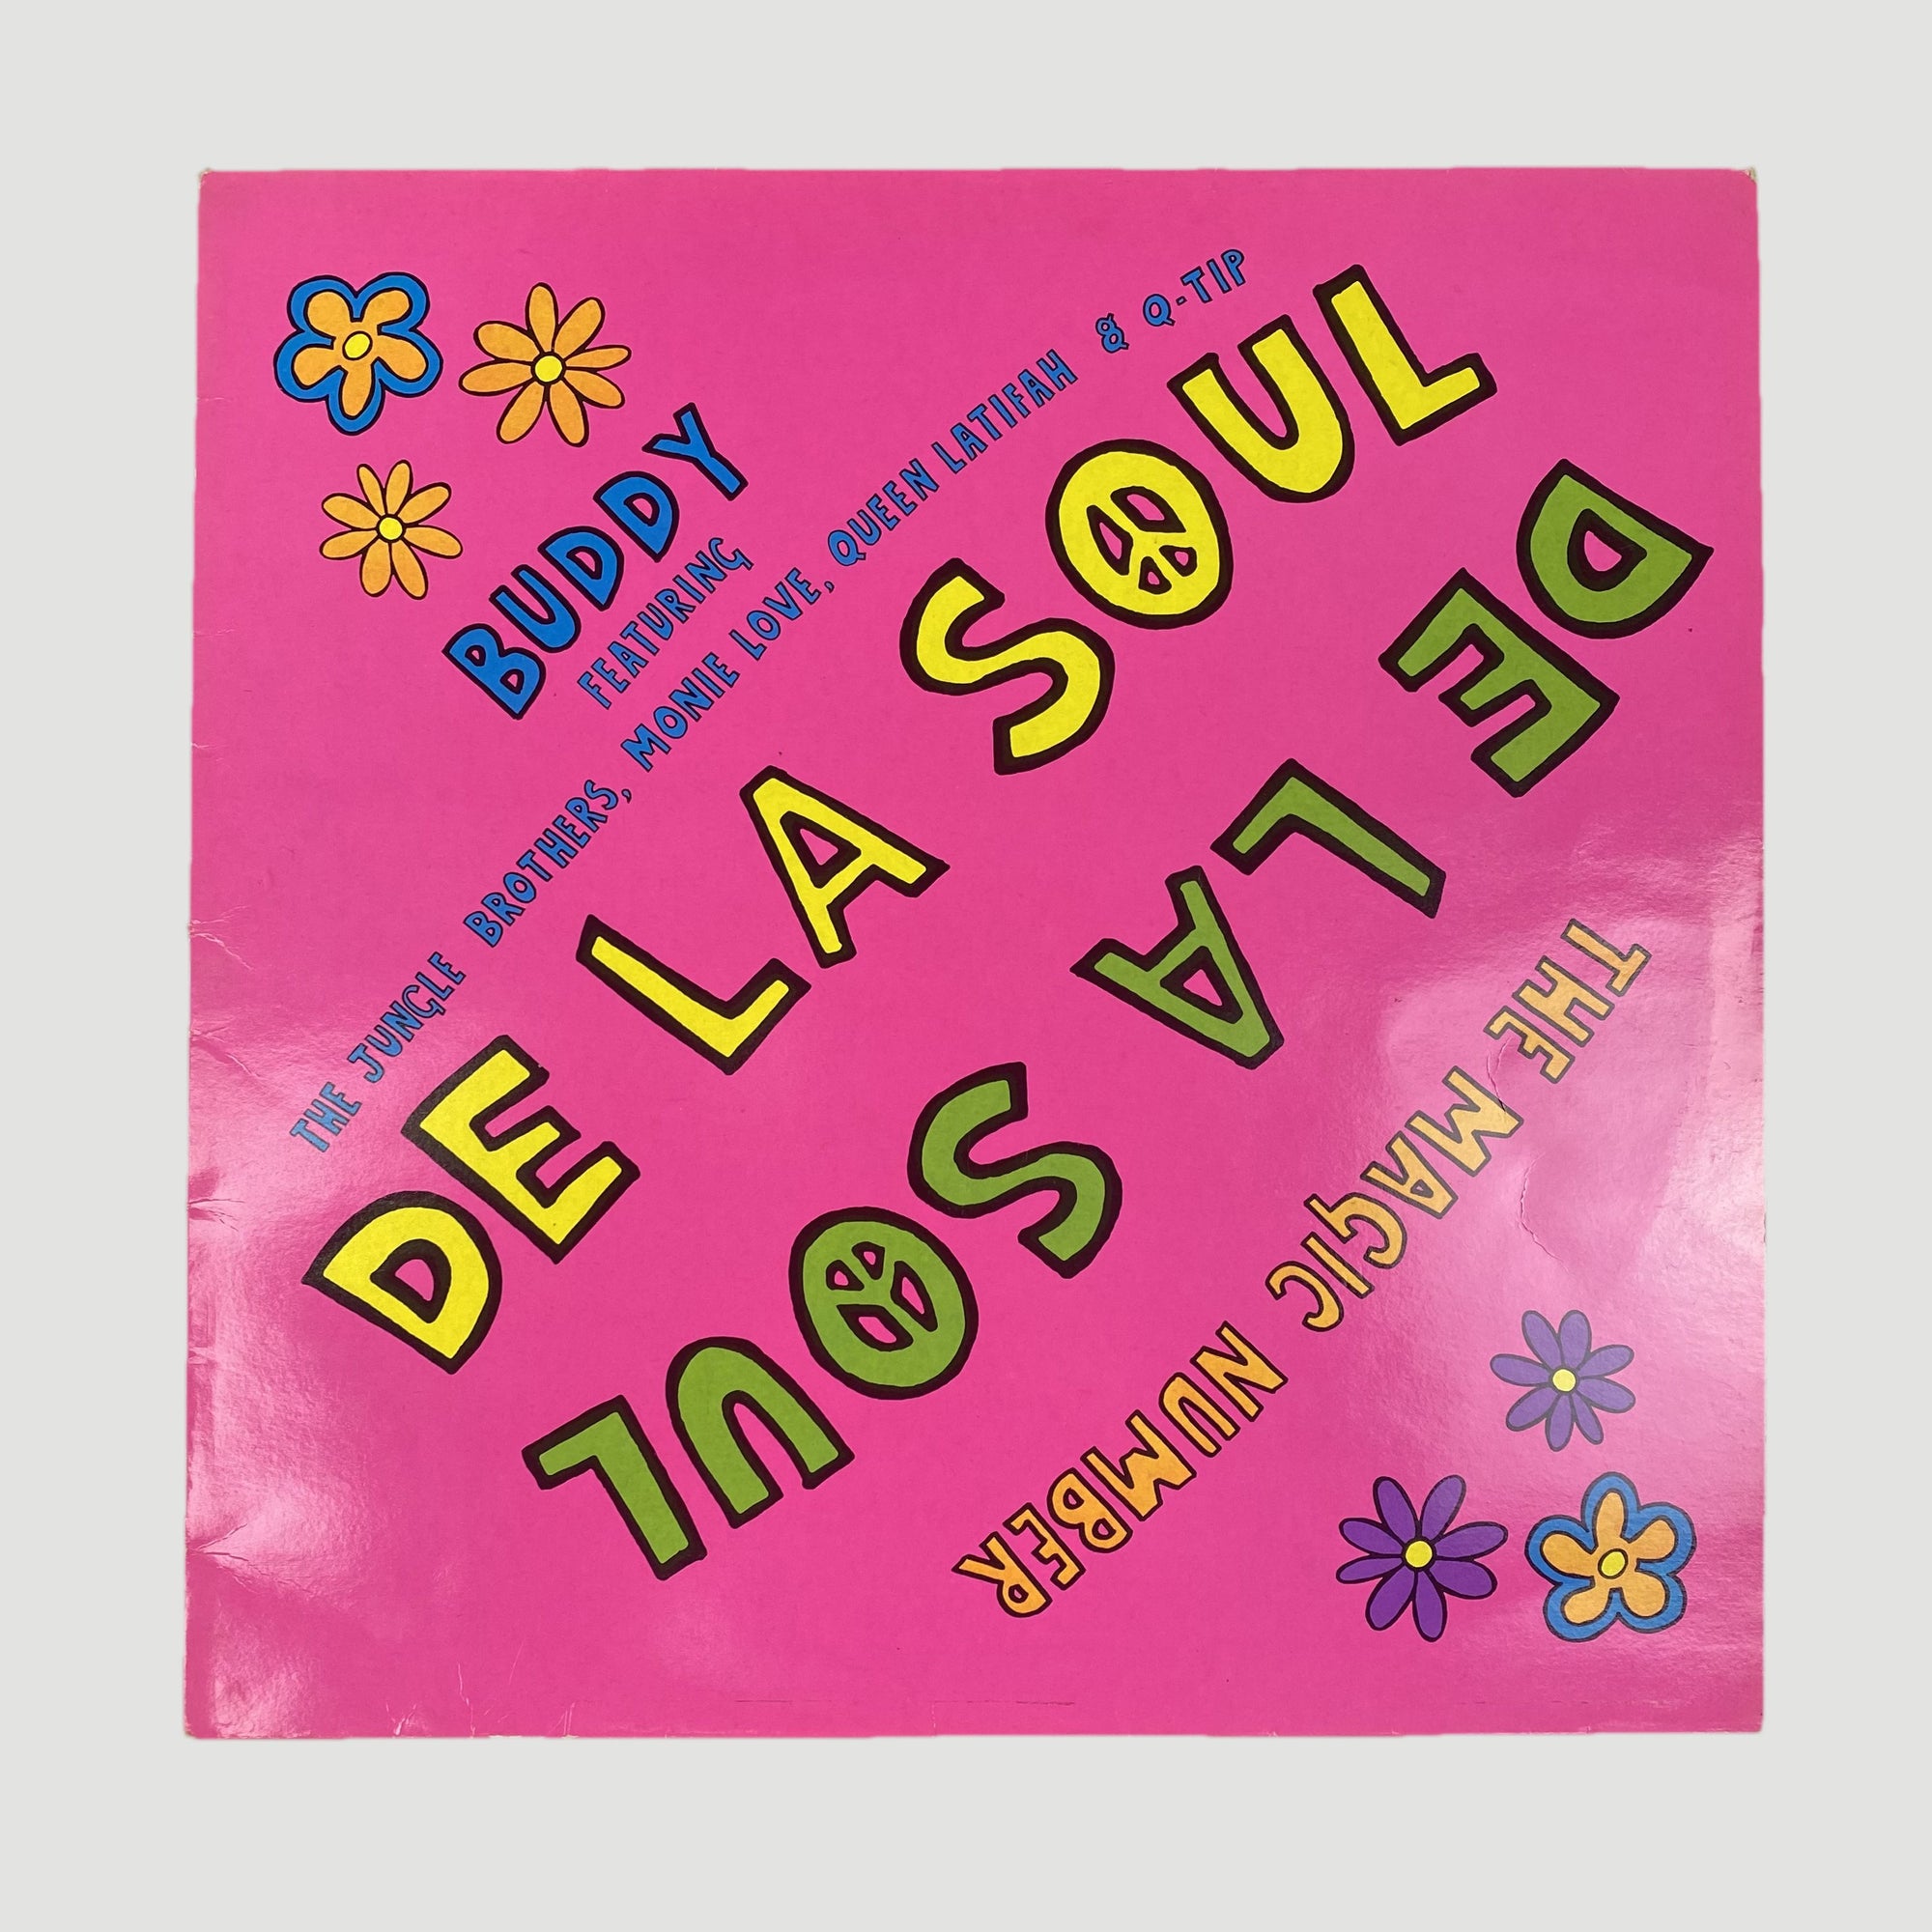 BUDDY
FEATURING
THE JUNGLE BROTHERS, MONIE LOVE, QUEEN LATIFAH & Q-TIP
DE LA SOUL
DE LA SOUL
THE MAGIC NUMBER